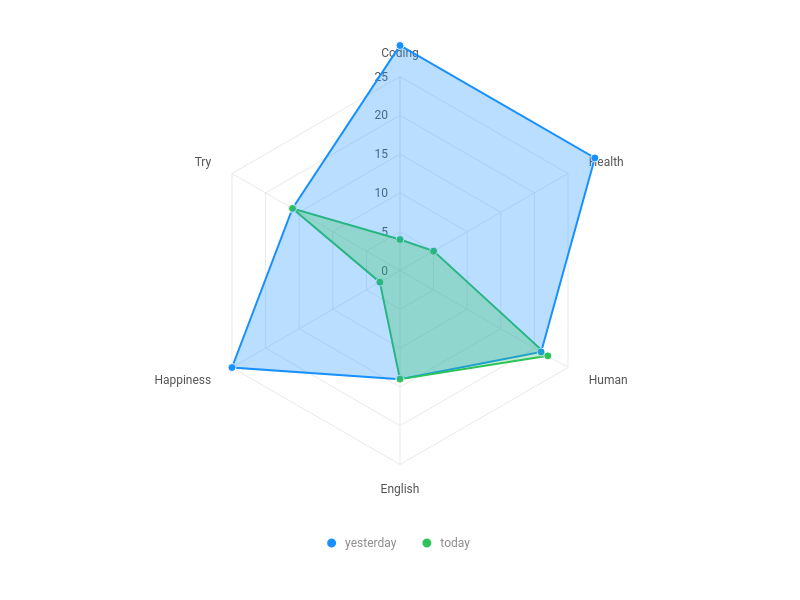 Coding
25
20
Try
15
Health
10
5
0
Happiness
Human
English
yesterday
today